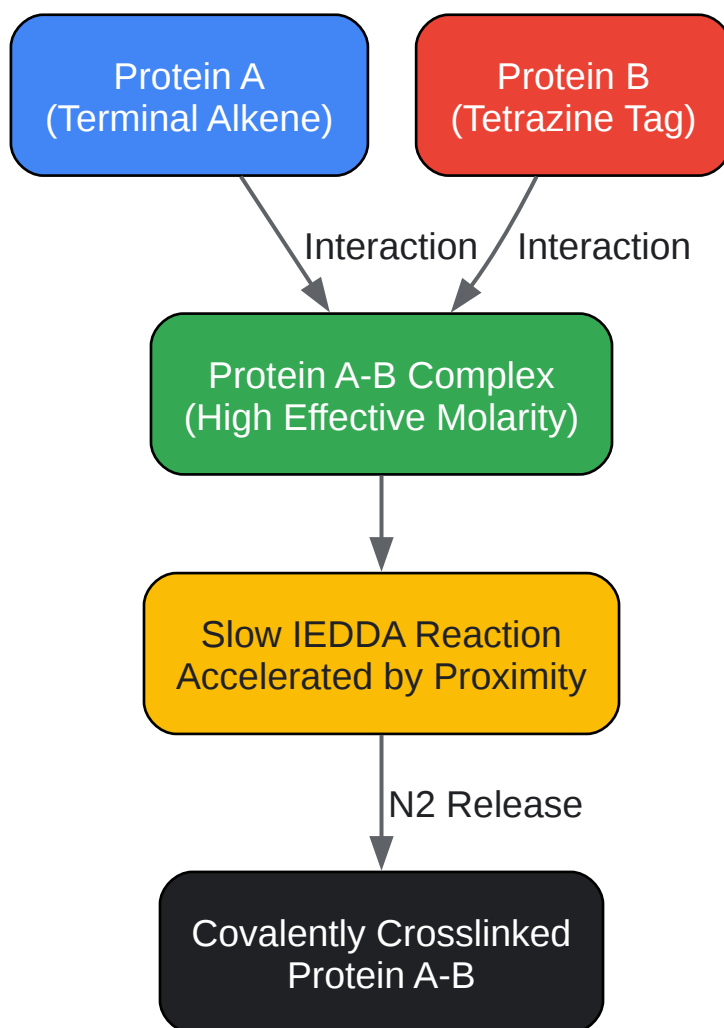 Protein A
(Terminal Alkene)
Protein B
(Tetrazine Tag)
Interaction
Interaction
Protein A-B Complex
(High Effective Molarity)
Slow IEDDA Reaction
Accelerated by Proximity
N2 Release
Covalently Crosslinked
Protein A-B